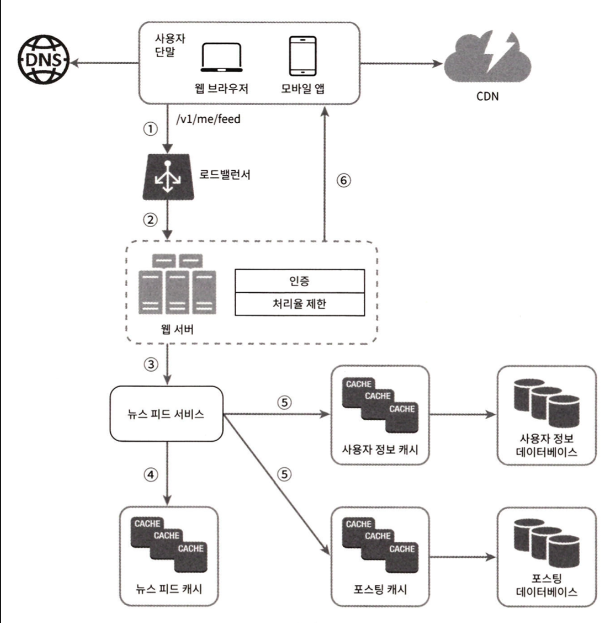 DNS
사용자
단말
웹 브라우저
모바일 앱
CDN
①
/v1/me/feed
로드밸런서
⑥
②
인증
처리율 제한
웹 서버
③
뉴스 피드 서비스
⑤
CACHE
CACHE
CACHE
사용자 정보 캐시
사용자 정보
데이터베이스
④
⑤
CACHE
CACHE
CACHE
뉴스 피드 캐시
CACHE
CACHE
CACHE
포스팅 캐시
포스팅
데이터베이스